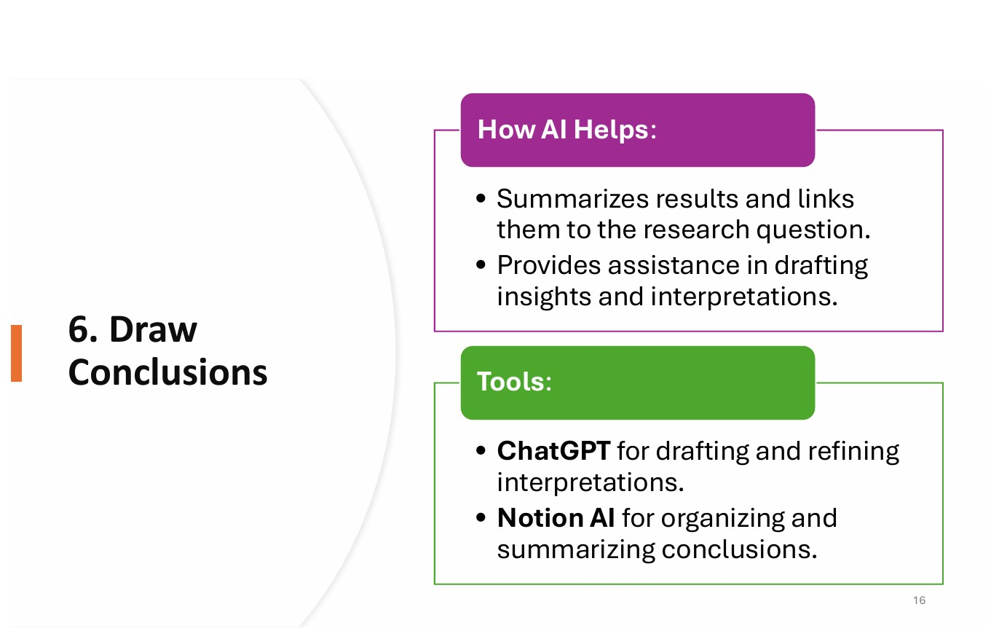 6. Draw
Conclusions
How AI Helps:
• Summarizes results and links
them to the research question.
• Provides assistance in drafting
insights and interpretations.
Tools:
• ChatGPT for drafting and refining
interpretations.
• Notion AI for organizing and
summarizing conclusions.
16